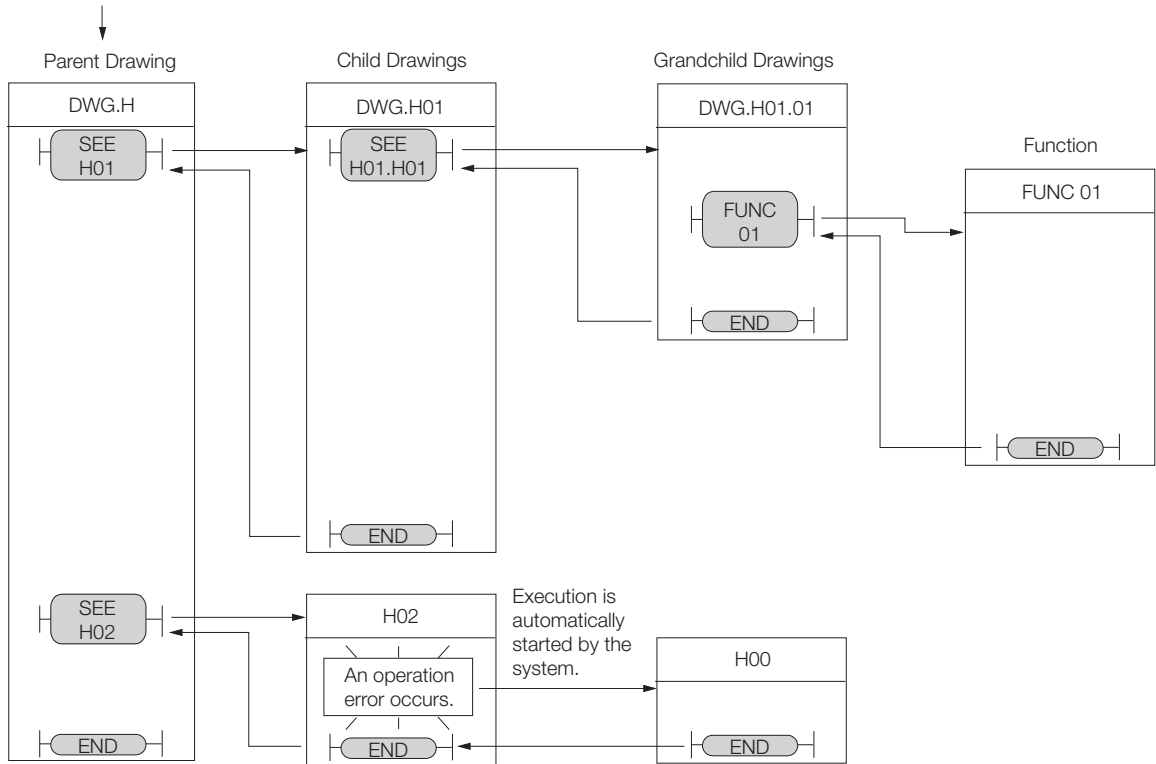 Parent Drawing
Child Drawings
Grandchild Drawings
DWG.H
DWG.H01
DWG.H01.01
SEE
H01
SEE
H01.H01
Function
FUNC 01
FUNC
01
END
END
END
SEE
H02
H02
Execution is
automatically
started by the
system.
H00
An operation
error occurs.
END
END
END